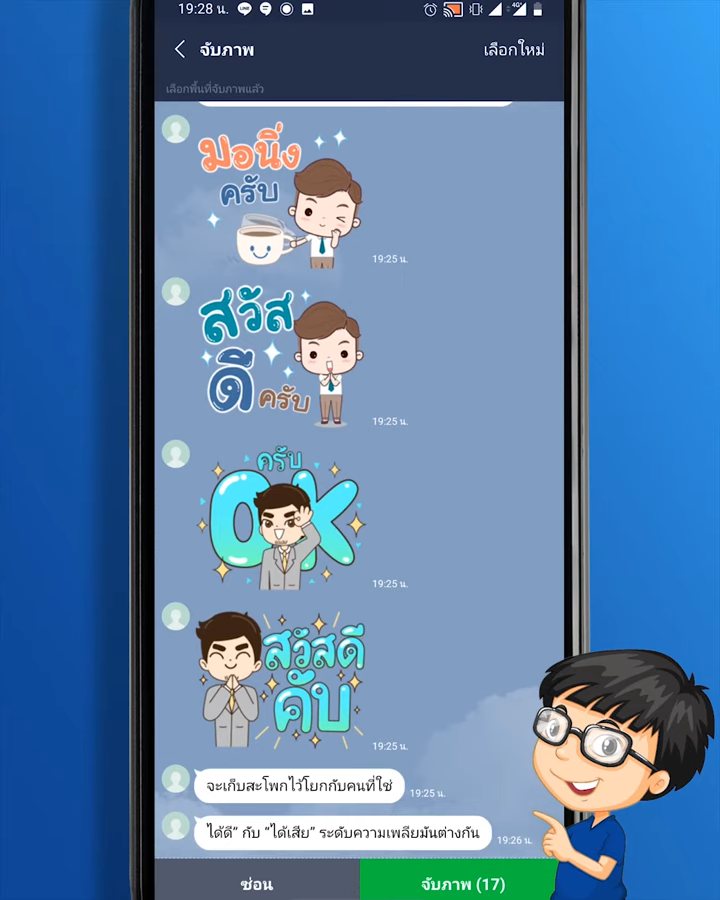 19:28 น.
LINE
4G
จับภาพ
เลือกใหม่
เลือกพื้นที่จับภาพแล้ว
มอนิ่ง
ครับ
19:25 น.
สวัส
ดี ครับ
19:25 น.
ครับ
OK
19:25 น.
สวัสดี
คับ
19:25 น.
จะเก็บสะโพกไว้โยกกับคนที่ใช่
19:25 น.
ได้ดี" กับ "ได้เสีย" ระดับความเพลียมันต่างกัน
19:26 น.
ซ่อน
จับภาพ (17)